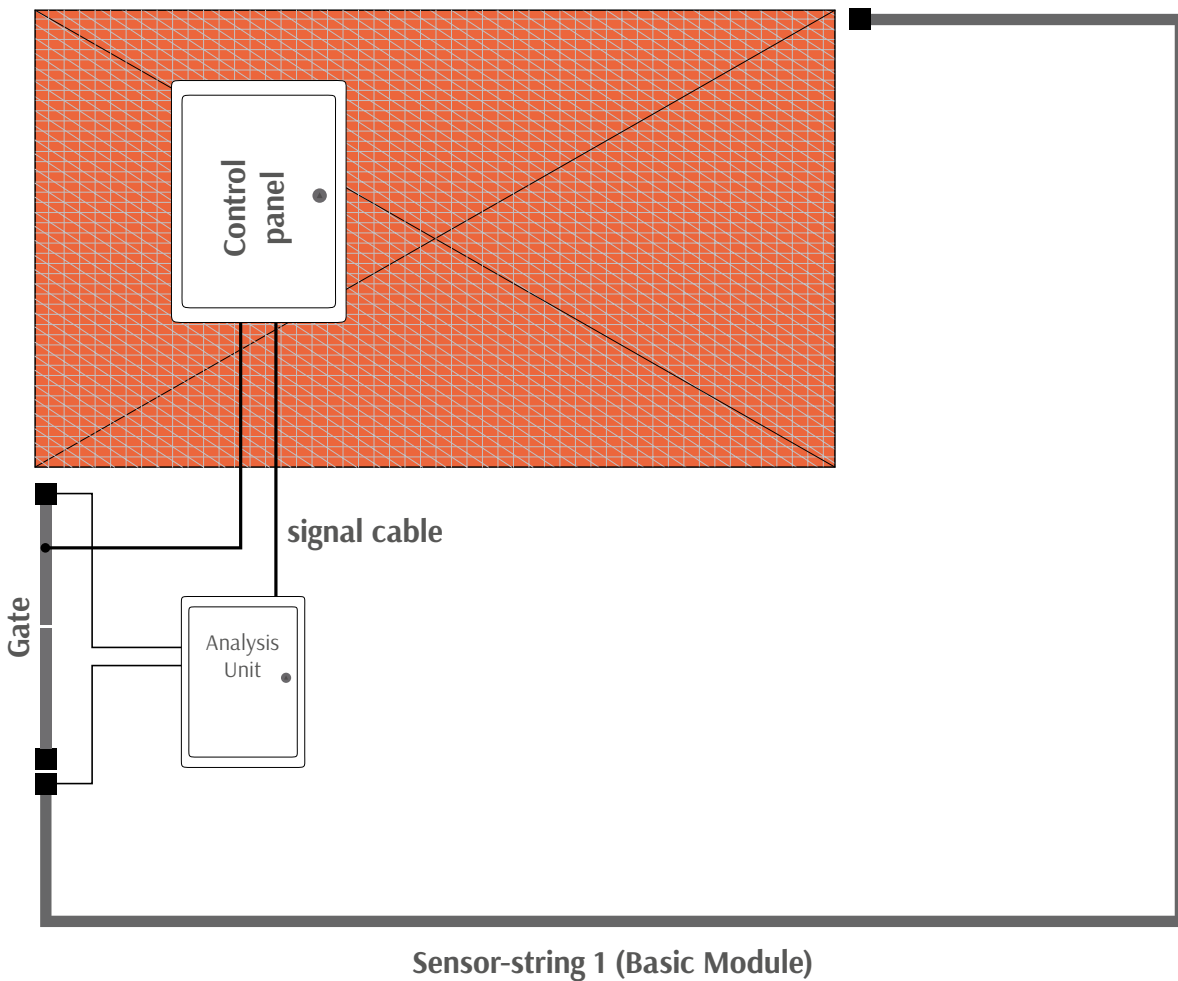 Control
panel
signal cable
Gate
Analysis
Unit
Sensor-string 1 (Basic Module)